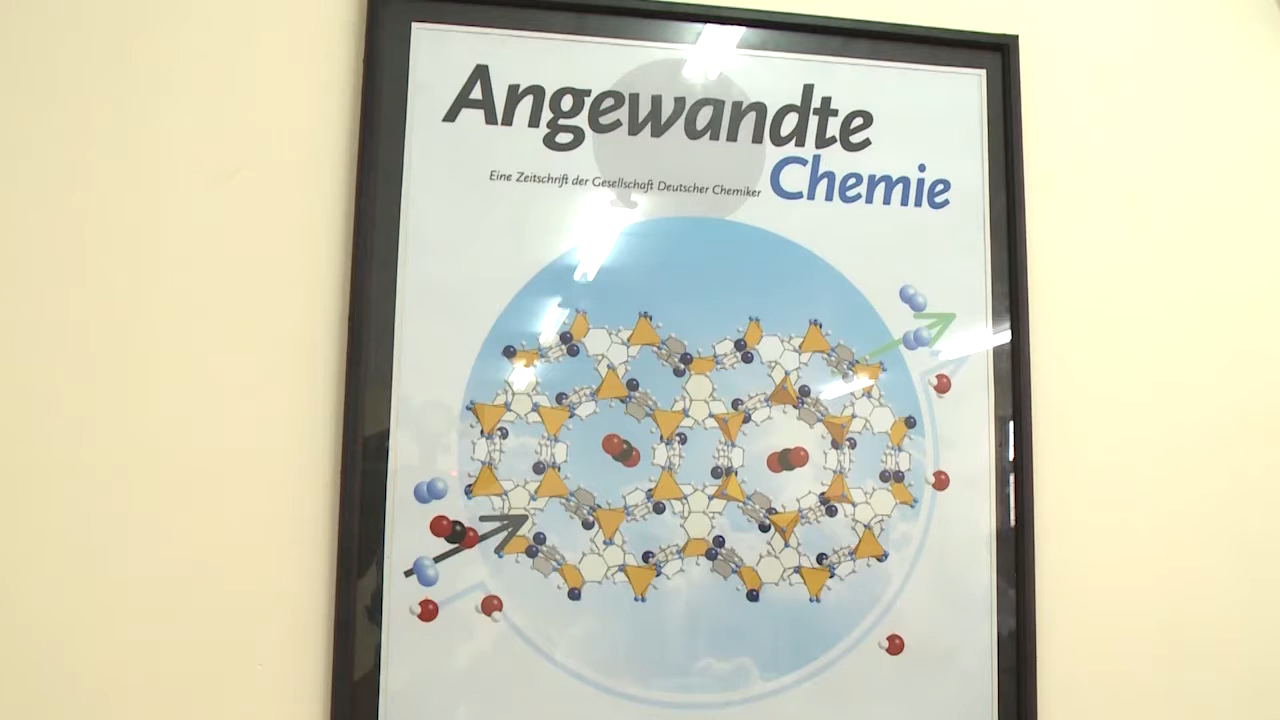 Angewandte
Chemie
Eine Zeitschrift der Gesellschaft Deutscher Chemiker